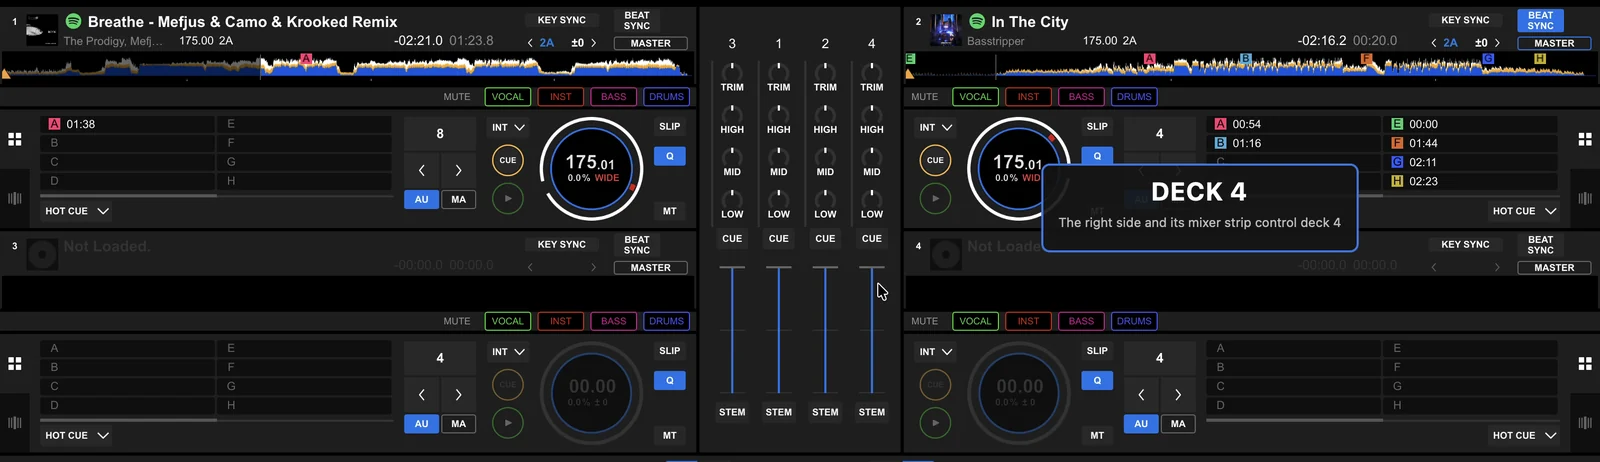 1
Breathe - Mefjus & Camo & Krooked Remix
The Prodigy, Mefj...
175.00 2A
-02:21.0 01:23.8
KEY SYNC
2A ±0
BEAT SYNC
MASTER
A
MUTE VOCAL INST BASS DRUMS
A 01:38
B
C
D
E
F
G
H
HOT CUE
8
AU MA
INT
CUE
175.01
0.0% WIDE
SLIP
Q
MT
3
Not Loaded.
-00:00.0 00:00.0
KEY SYNC
BEAT SYNC
MASTER
MUTE VOCAL INST BASS DRUMS
A
B
C
D
E
F
G
H
HOT CUE
4
AU MA
INT
CUE
00.00
0.0% ±0
SLIP
Q
MT
3 1 2 4
TRIM TRIM TRIM TRIM
HIGH HIGH HIGH HIGH
MID MID MID MID
LOW LOW LOW LOW
CUE CUE CUE CUE
STEM STEM STEM STEM
2
In The City
Basstripper
175.00 2A
-02:16.2 00:20.0
KEY SYNC
2A ±0
BEAT SYNC
MASTER
E A B F G H
MUTE VOCAL INST BASS DRUMS
INT
CUE
175.01
0.0% WID
SLIP
Q
4
A 00:54
B 01:16
C
E 00:00
F 01:44
G 02:11
H 02:23
HOT CUE
DECK 4
The right side and its mixer strip control deck 4
4
Not Loade
-00:00.0 00:00.0
KEY SYNC
BEAT SYNC
MASTER
MUTE VOCAL INST BASS DRUMS
INT
CUE
00.00
0.0% ±0
SLIP
Q
MT
4
AU MA
A
B
C
D
E
F
G
H
HOT CUE